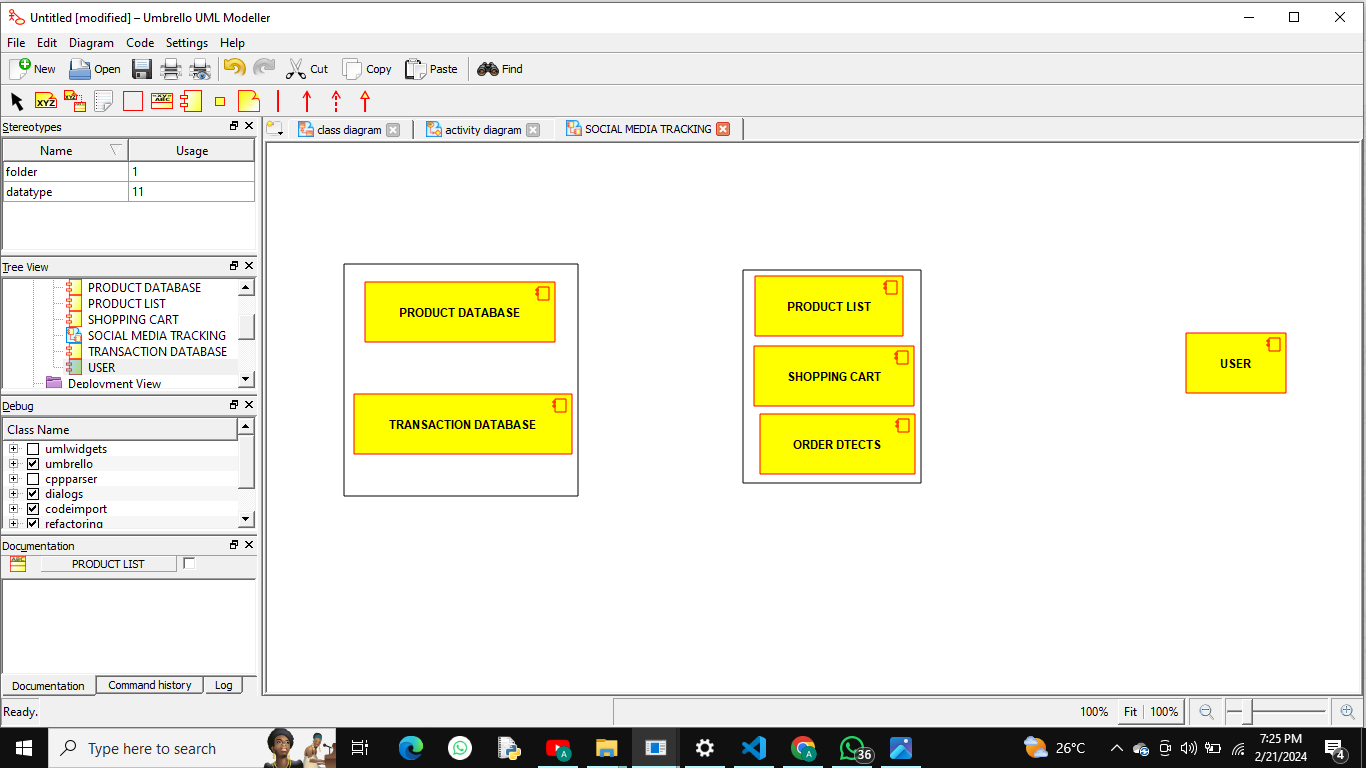 Untitled [modified] – Umbrello UML Modeller
File Edit Diagram Code Settings Help
New Open Cut Copy Paste Find
XYZ XYZ ABC
Stereotypes
Name Usage
folder 1
datatype 11
Tree View
PRODUCT DATABASE
PRODUCT LIST
SHOPPING CART
SOCIAL MEDIA TRACKING
TRANSACTION DATABASE
USER
Deployment View
Debug
Class Name
umlwidgets
umbrello
cppparser
dialogs
codeimport
refactoring
Documentation
ABC PRODUCT LIST
Documentation Command history Log
class diagram activity diagram SOCIAL MEDIA TRACKING
PRODUCT DATABASE
TRANSACTION DATABASE
PRODUCT LIST
SHOPPING CART
ORDER DTECTS
USER
Ready. 100% Fit 100%
Type here to search
A
A
36
26°C
7:25 PM
2/21/2024
4